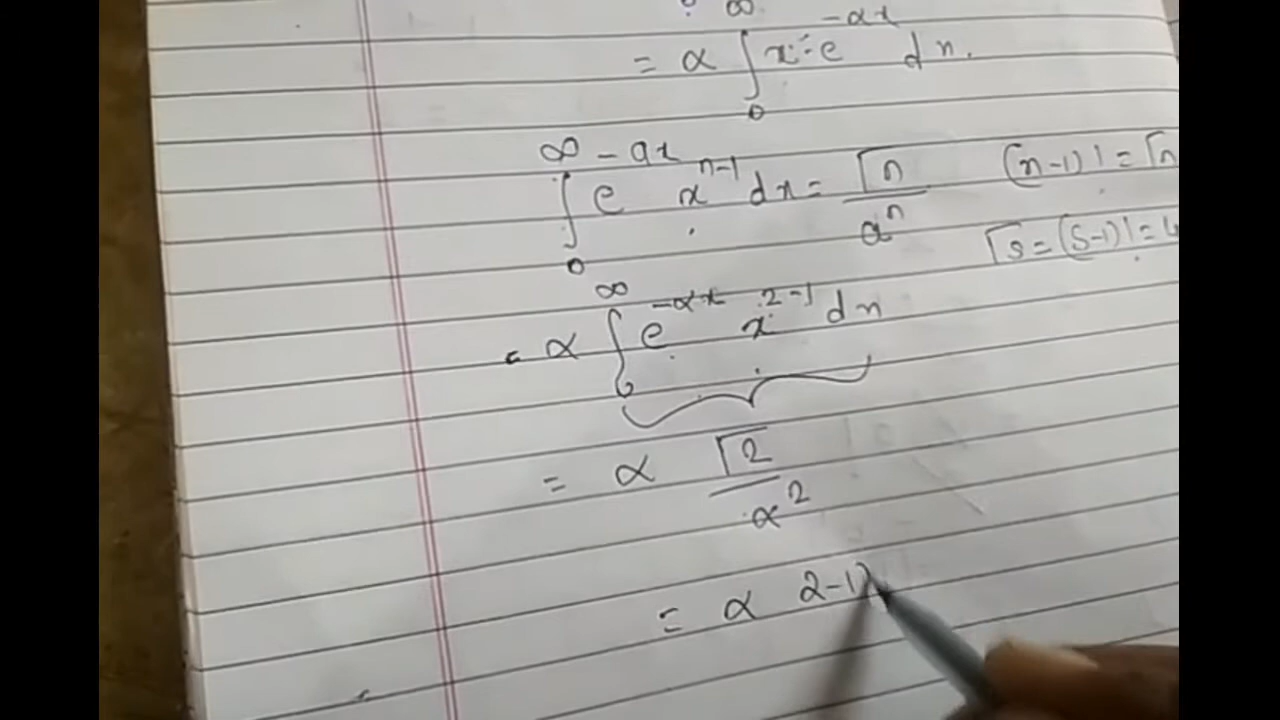 = α ∫₀^∞ x · e^{-αx} dx.
∫₀^∞ e^{-ax} x^{n-1} dx = Γn / a^n (n-1)! = Γn
Γ5 = (5-1)! = 4
α ∫₀^∞ e^{-αx} x^{2-1} dx
= α Γ2 / α²
= α 2-1)